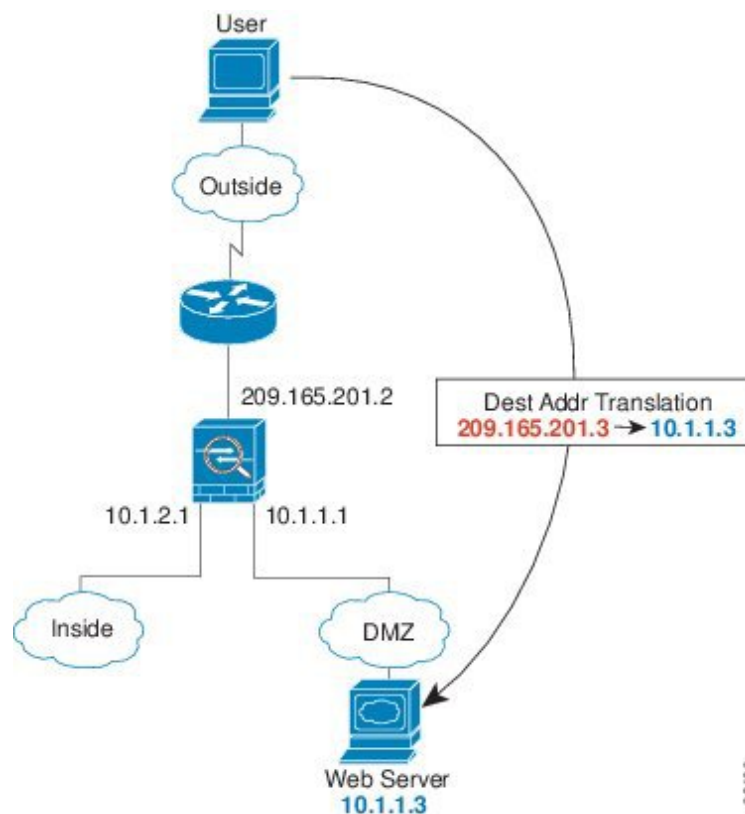 User
Outside
209.165.201.2
Dest Addr Translation
209.165.201.3 10.1.1.3
10.1.2.1 10.1.1.1
Inside
DMZ
Web Server
10.1.1.3